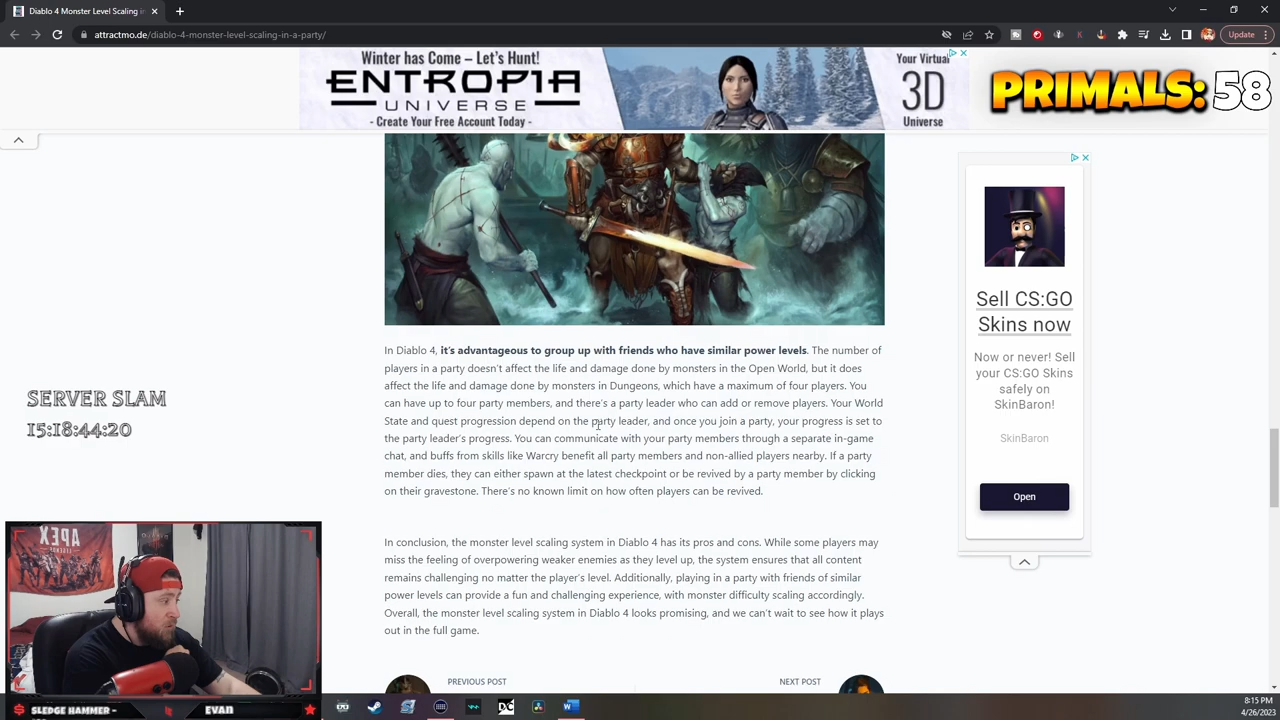 Diablo 4 Monster Level Scaling in
attractmo.de/diablo-4-monster-level-scaling-in-a-party/
Update
Winter has Come – Let's Hunt!
ENTROPIA
UNIVERSE
- Create Your Free Account Today -
Your Virtual
3D
Universe
PRIMALS: 58
Sell CS:GO
Skins now
Now or never! Sell
your CS:GO Skins
safely on
SkinBaron!
SkinBaron
Open
In Diablo 4, it's advantageous to group up with friends who have similar power levels. The number of
players in a party doesn't affect the life and damage done by monsters in the Open World, but it does
affect the life and damage done by monsters in Dungeons, which have a maximum of four players. You
can have up to four party members, and there's a party leader who can add or remove players. Your World
State and quest progression depend on the party leader, and once you join a party, your progress is set to
the party leader's progress. You can communicate with your party members through a separate in-game
chat, and buffs from skills like Warcry benefit all party members and non-allied players nearby. If a party
member dies, they can either spawn at the latest checkpoint or be revived by a party member by clicking
on their gravestone. There's no known limit on how often players can be revived.
In conclusion, the monster level scaling system in Diablo 4 has its pros and cons. While some players may
miss the feeling of overpowering weaker enemies as they level up, the system ensures that all content
remains challenging no matter the player's level. Additionally, playing in a party with friends of similar
power levels can provide a fun and challenging experience, with monster difficulty scaling accordingly.
Overall, the monster level scaling system in Diablo 4 looks promising, and we can't wait to see how it plays
out in the full game.
PREVIOUS POST
NEXT POST
SERVER SLAM
15:18:44:20
APEX
SLEDGE HAMMER -
EVAN
DC
8:15 PM
4/26/2023